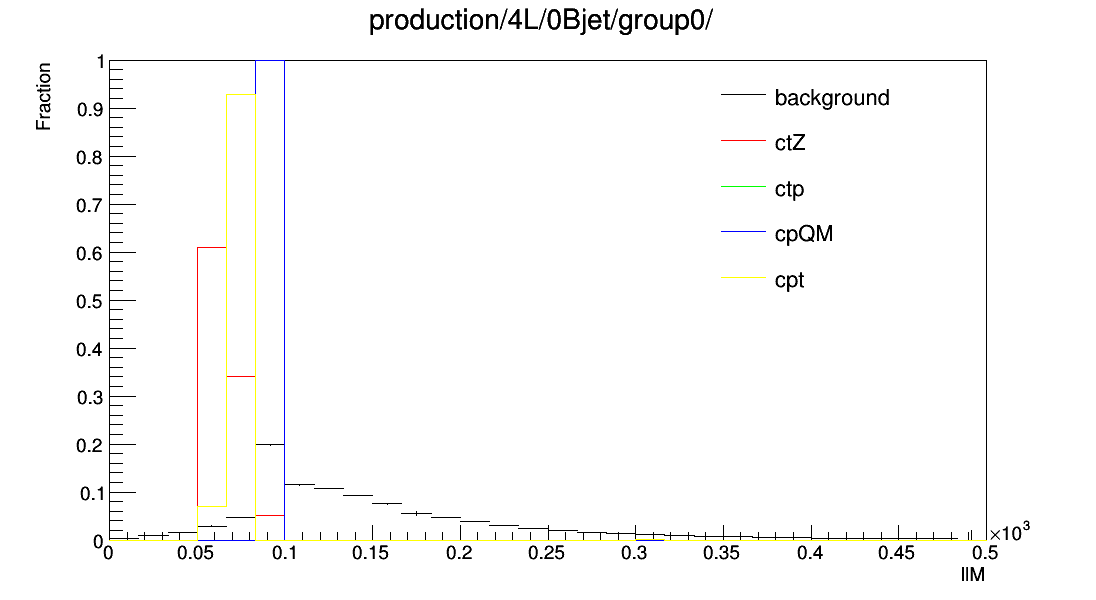 production/4L/0Bjet/group0/
Fraction
1
0.9
0.8
0.7
0.6
0.5
0.4
0.3
0.2
0.1
0
background
ctZ
ctp
cpQM
cpt
0 0.05 0.1 0.15 0.2 0.25 0.3 0.35 0.4 0.45 0.5
×10³
llM